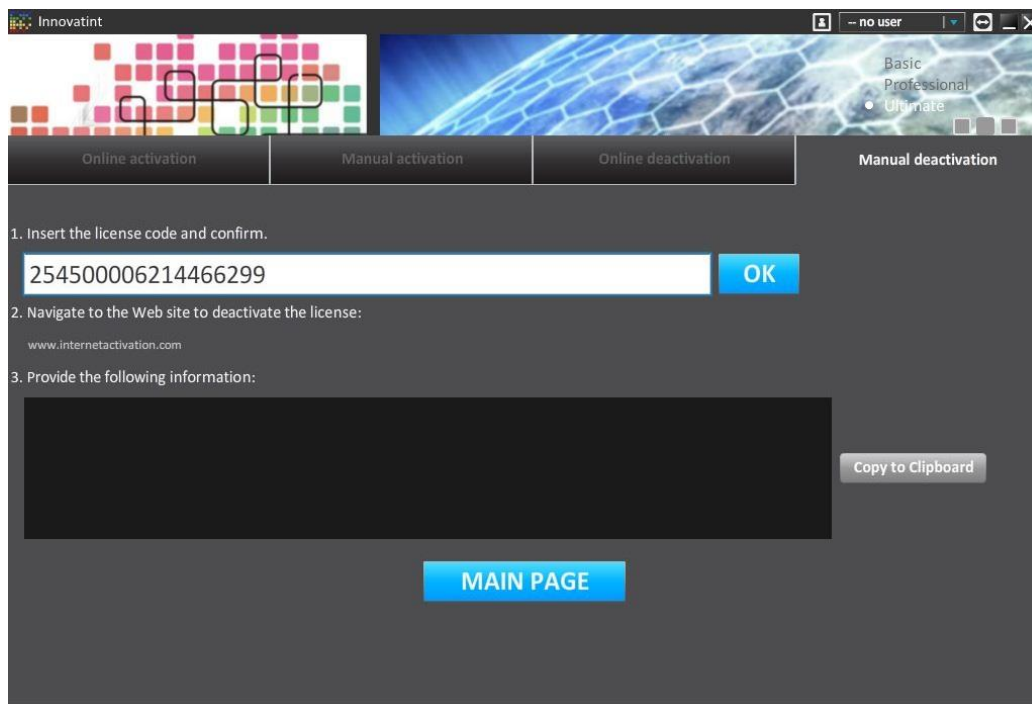 Innovatint
-- no user
Basic
Professional
Ultimate
Online activation
Manual activation
Online deactivation
Manual deactivation
1. Insert the license code and confirm.
254500006214466299
OK
2. Navigate to the Web site to deactivate the license:
www.internetactivation.com
3. Provide the following information:
Copy to Clipboard
MAIN PAGE